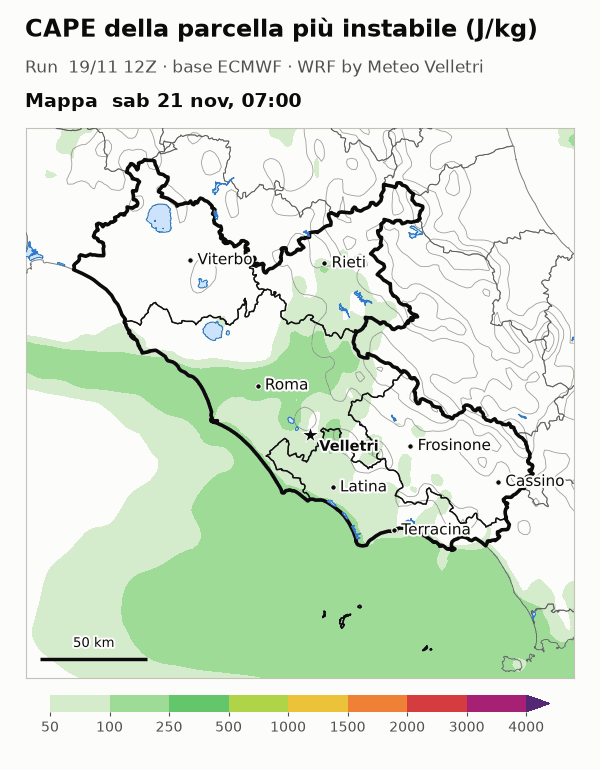 CAPE della parcella più instabile (J/kg)
Run 19/11 12Z · base ECMWF · WRF by Meteo Velletri
Mappa sab 21 nov, 07:00
Viterbo
Rieti
Roma
Velletri
Frosinone
Latina
Cassino
Terracina
50 km
50 100 250 500 1000 1500 2000 3000 4000